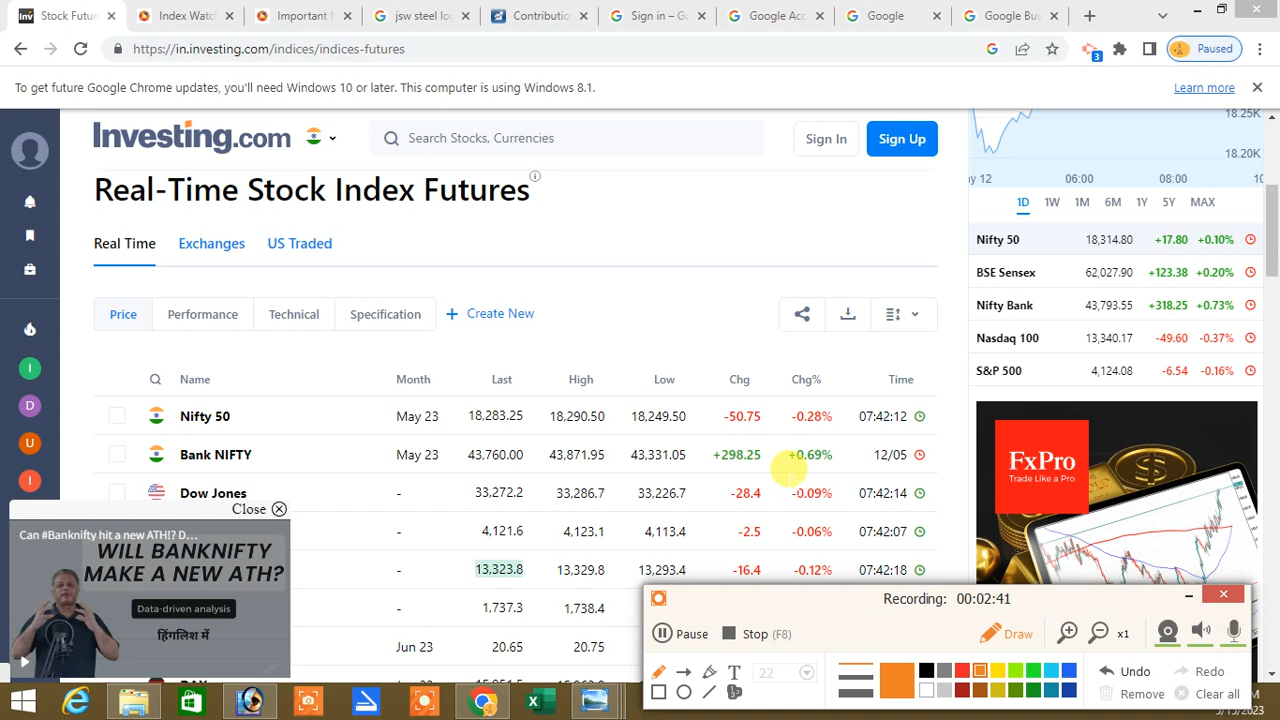 Stock Futur
Index Watc
Important I
jsw steel log
Contributio
Sign in – Go
Google Acc
Google
Google Bus
https://in.investing.com/indices/indices-futures
3
Paused
To get future Google Chrome updates, you'll need Windows 10 or later. This computer is using Windows 8.1.
Learn more
Investing.com
Search Stocks, Currencies
Sign In
Sign Up
Real-Time Stock Index Futures
Real Time
Exchanges
US Traded
Price
Performance
Technical
Specification
+ Create New
Name Month Last High Low Chg Chg% Time
Nifty 50 May 23 18,283.25 18,290.50 18,249.50 -50.75 -0.28% 07:42:12
Bank NIFTY May 23 43,760.00 43,871.95 43,331.05 +298.25 +0.69% 12/05
Dow Jones - 33,272.2 33,286.7 33,226.7 -28.4 -0.09% 07:42:14
- 4,121.6 4,123.1 4,113.4 -2.5 -0.06% 07:42:07
- 13,323.8 13,329.8 13,293.4 -16.4 -0.12% 07:42:18
- 1,737.3 1,738.4
Jun 23 20.65 20.75
18.25K
18.20K
ay 12 06:00 08:00 10
1D 1W 1M 6M 1Y 5Y MAX
Nifty 50 18,314.80 +17.80 +0.10%
BSE Sensex 62,027.90 +123.38 +0.20%
Nifty Bank 43,793.55 +318.25 +0.73%
Nasdaq 100 13,340.17 -49.60 -0.37%
S&P 500 4,124.08 -6.54 -0.16%
FxPro
Trade Like a Pro
I
D
U
I
Close
Can #Banknifty hit a new ATH!? D...
WILL BANKNIFTY
MAKE A NEW ATH?
Data-driven analysis
हिंगलिश में
Recording: 00:02:41
Pause
Stop (F8)
Draw
x1
T
22
Undo
Redo
Remove
Clear all